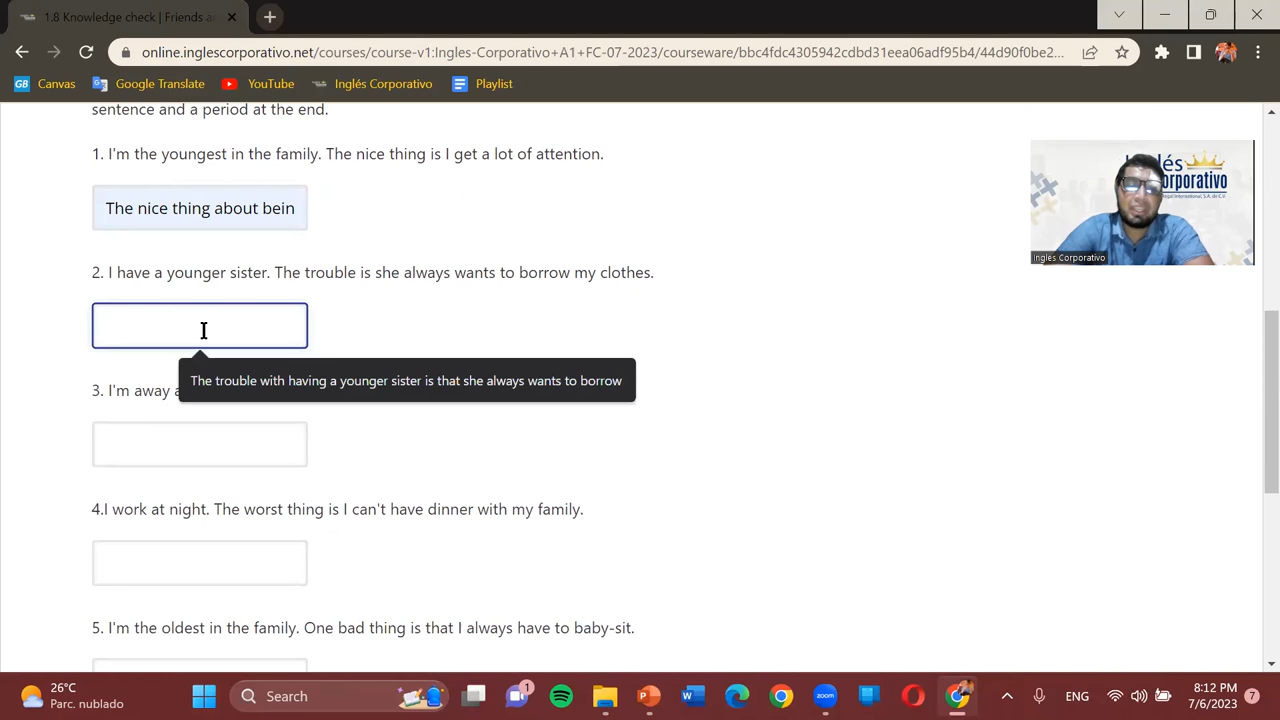 1.8 Knowledge check | Friends a
online.inglescorporativo.net/courses/course-v1:Ingles-Corporativo+A1+FC-07-2023/courseware/bbc4fdc4305942cdbd31eea06adf95b4/44d90f0be2...
GB Canvas Google Translate YouTube Inglés Corporativo Playlist
sentence and a period at the end.
1. I'm the youngest in the family. The nice thing is I get a lot of attention.
The nice thing about bein
2. I have a younger sister. The trouble is she always wants to borrow my clothes.
The trouble with having a younger sister is that she always wants to borrow
3. I'm away
4.I work at night. The worst thing is I can't have dinner with my family.
5. I'm the oldest in the family. One bad thing is that I always have to baby-sit.
Inglés
Corporativo
Inglés Corporativo
26°C
Parc. nublado
Search
1
zoom
ENG
8:12 PM
7/6/2023
7